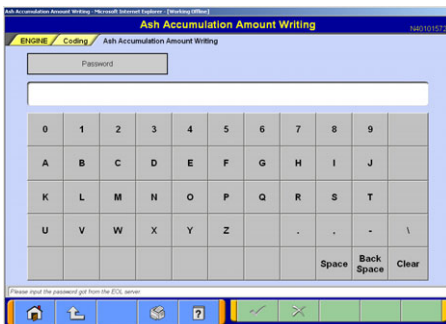 Ash Accumulation Amount Writing - Microsoft Internet Explorer - [Working Offline]
Ash Accumulation Amount Writing
N40101572
ENGINE Coding Ash Accumulation Amount Writing
Password
0 1 2 3 4 5 6 7 8 9
A B C D E F G H I J
K L M N O P Q R S T
U V W X Y Z . . - \
Space Back Space Clear
Please input the password got from the EOL server
?